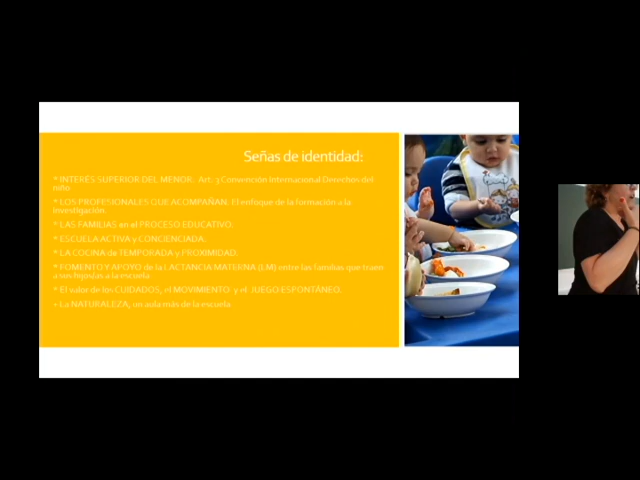 Señas de identidad:
* INTERÉS SUPERIOR DEL MENOR- Art. 3 Convención Internacional Derechos del
niño
* LOS PROFESIONALES QUE ACOMPAÑAN. El enfoque de la formación a la
investigación.
* LAS FAMILIAS en el PROCESO EDUCATIVO.
* ESCUELA ACTIVA y CONCIENCIADA.
* LA COCINA de TEMPORADA y PROXIMIDAD.
* FOMENTO Y APOYO de la LACTANCIA MATERNA (LM) entre las familias que traen
a sus hijos/as a la escuela
* El valor de los CUIDADOS, el MOVIMIENTO y el JUEGO ESPONTÁNEO.
+ La NATURALEZA, un aula más de la escuela